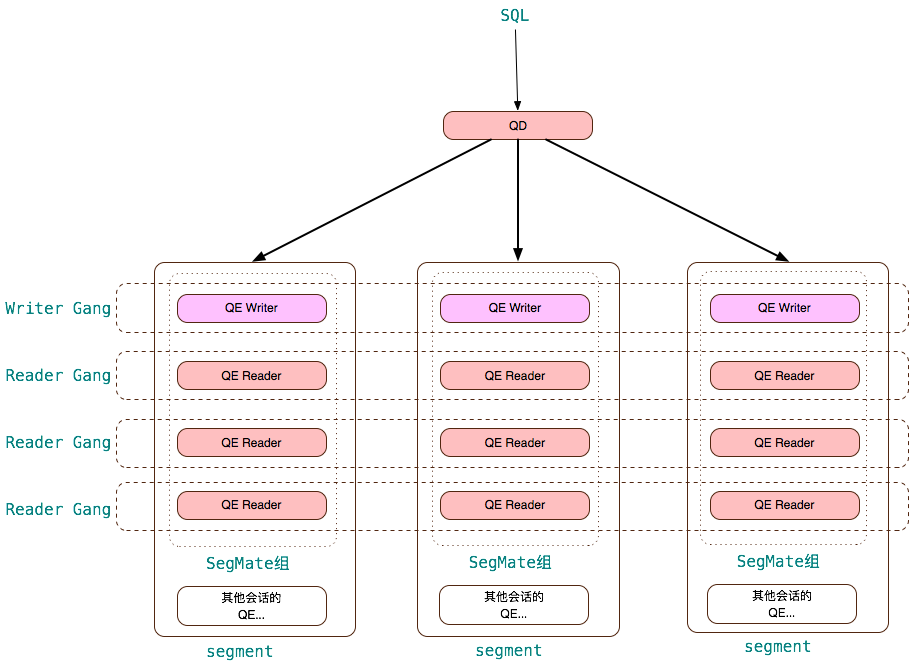 SQL
QD
Writer Gang
QE Writer
QE Writer
QE Writer
Reader Gang
QE Reader
QE Reader
QE Reader
Reader Gang
QE Reader
QE Reader
QE Reader
Reader Gang
QE Reader
QE Reader
QE Reader
SegMate组
SegMate组
SegMate组
其他会话的
QE...
其他会话的
QE...
其他会话的
QE...
segment
segment
segment